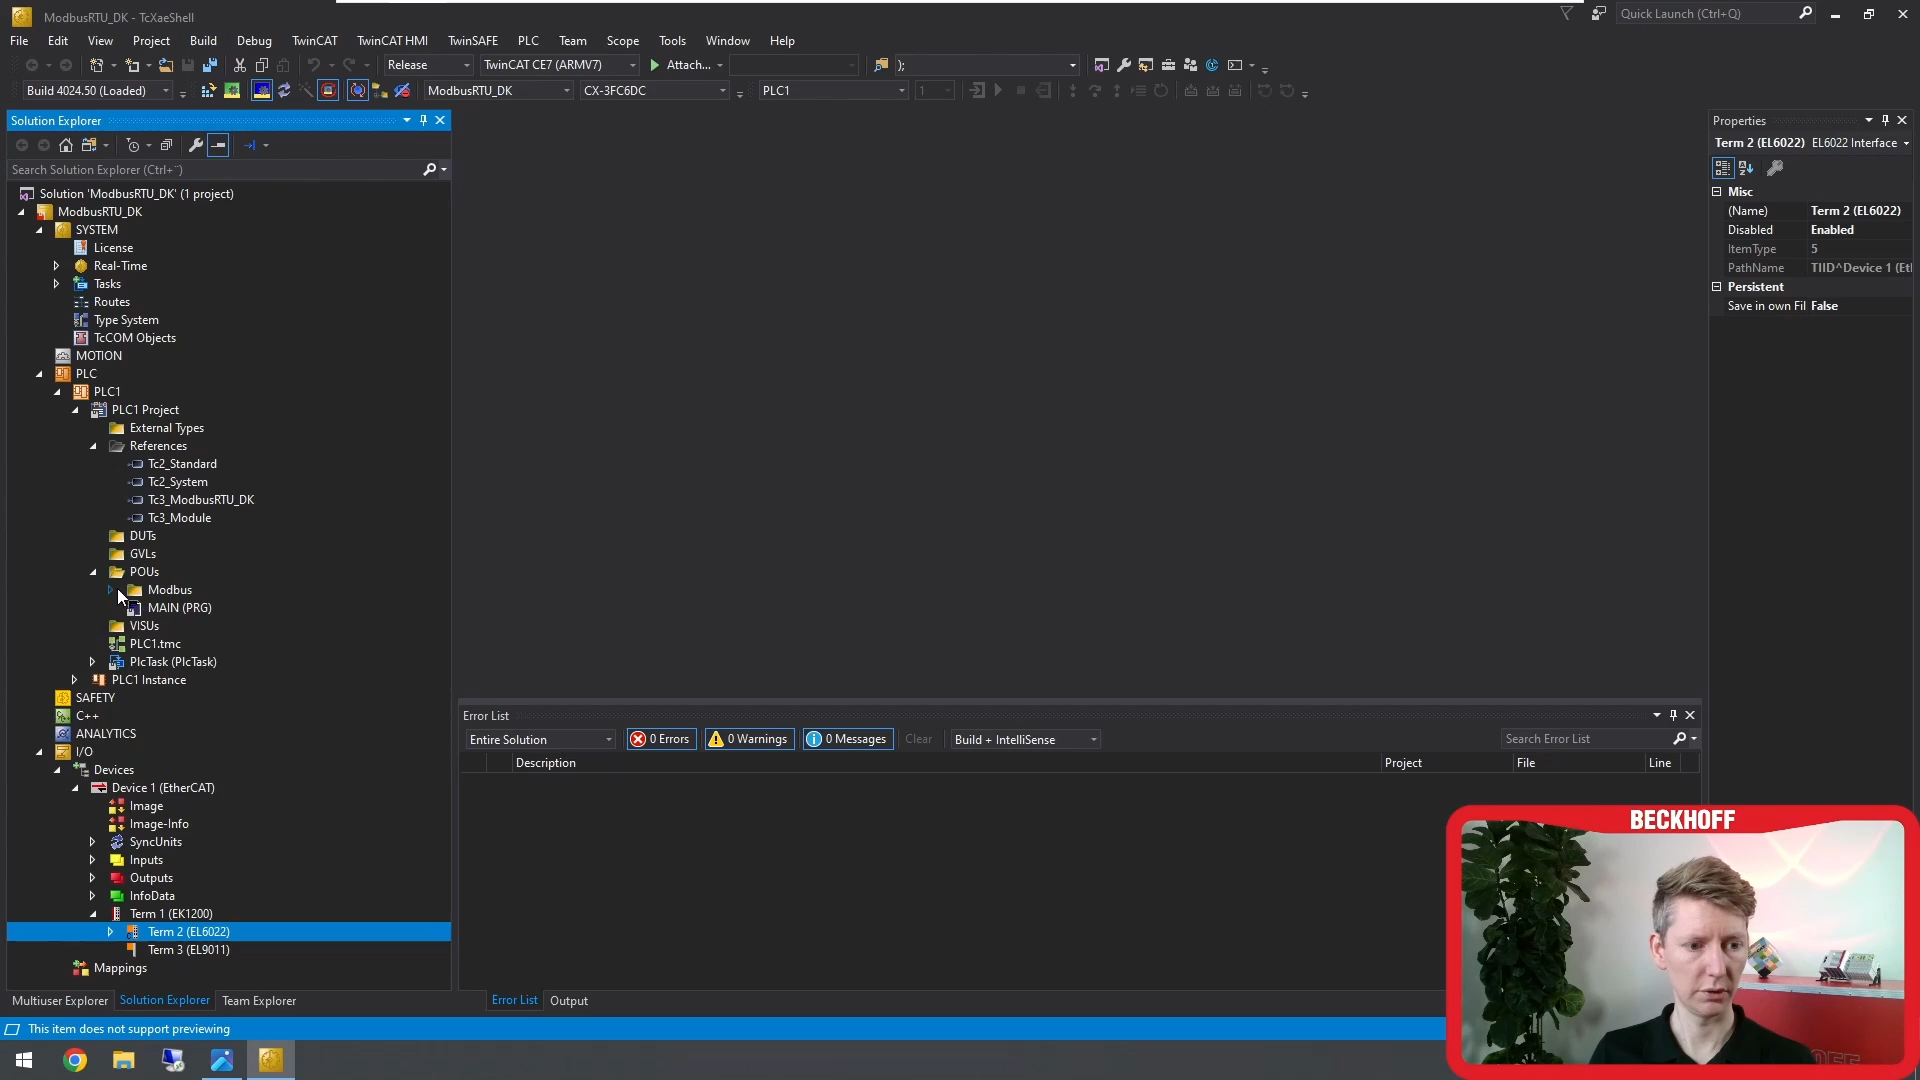 ModbusRTU_DK - TcXaeShell
Quick Launch (Ctrl+Q)
File Edit View Project Build Debug TwinCAT TwinCAT HMI TwinSAFE PLC Team Scope Tools Window Help
Release TwinCAT CE7 (ARMV7) Attach... );
Build 4024.50 (Loaded) ModbusRTU_DK CX-3FC6DC PLC1 1
Solution Explorer
Search Solution Explorer (Ctrl+¨)
Solution 'ModbusRTU_DK' (1 project)
ModbusRTU_DK
SYSTEM
License
Real-Time
Tasks
Routes
Type System
TcCOM Objects
MOTION
PLC
PLC1
PLC1 Project
External Types
References
Tc2_Standard
Tc2_System
Tc3_ModbusRTU_DK
Tc3_Module
DUTs
GVLs
POUs
Modbus
MAIN (PRG)
VISUs
PLC1.tmc
PlcTask (PlcTask)
PLC1 Instance
SAFETY
C++
ANALYTICS
I/O
Devices
Device 1 (EtherCAT)
Image
Image-Info
SyncUnits
Inputs
Outputs
InfoData
Term 1 (EK1200)
Term 2 (EL6022)
Term 3 (EL9011)
Mappings
Multiuser Explorer Solution Explorer Team Explorer
Error List
Entire Solution 0 Errors 0 Warnings 0 Messages Clear Build + IntelliSense Search Error List
Description Project File Line
Error List Output
Properties
Term 2 (EL6022) EL6022 Interface
Misc
(Name) Term 2 (EL6022)
Disabled Enabled
ItemType 5
PathName TIID^Device 1 (Et
Persistent
Save in own Fil False
BECKHOFF
This item does not support previewing